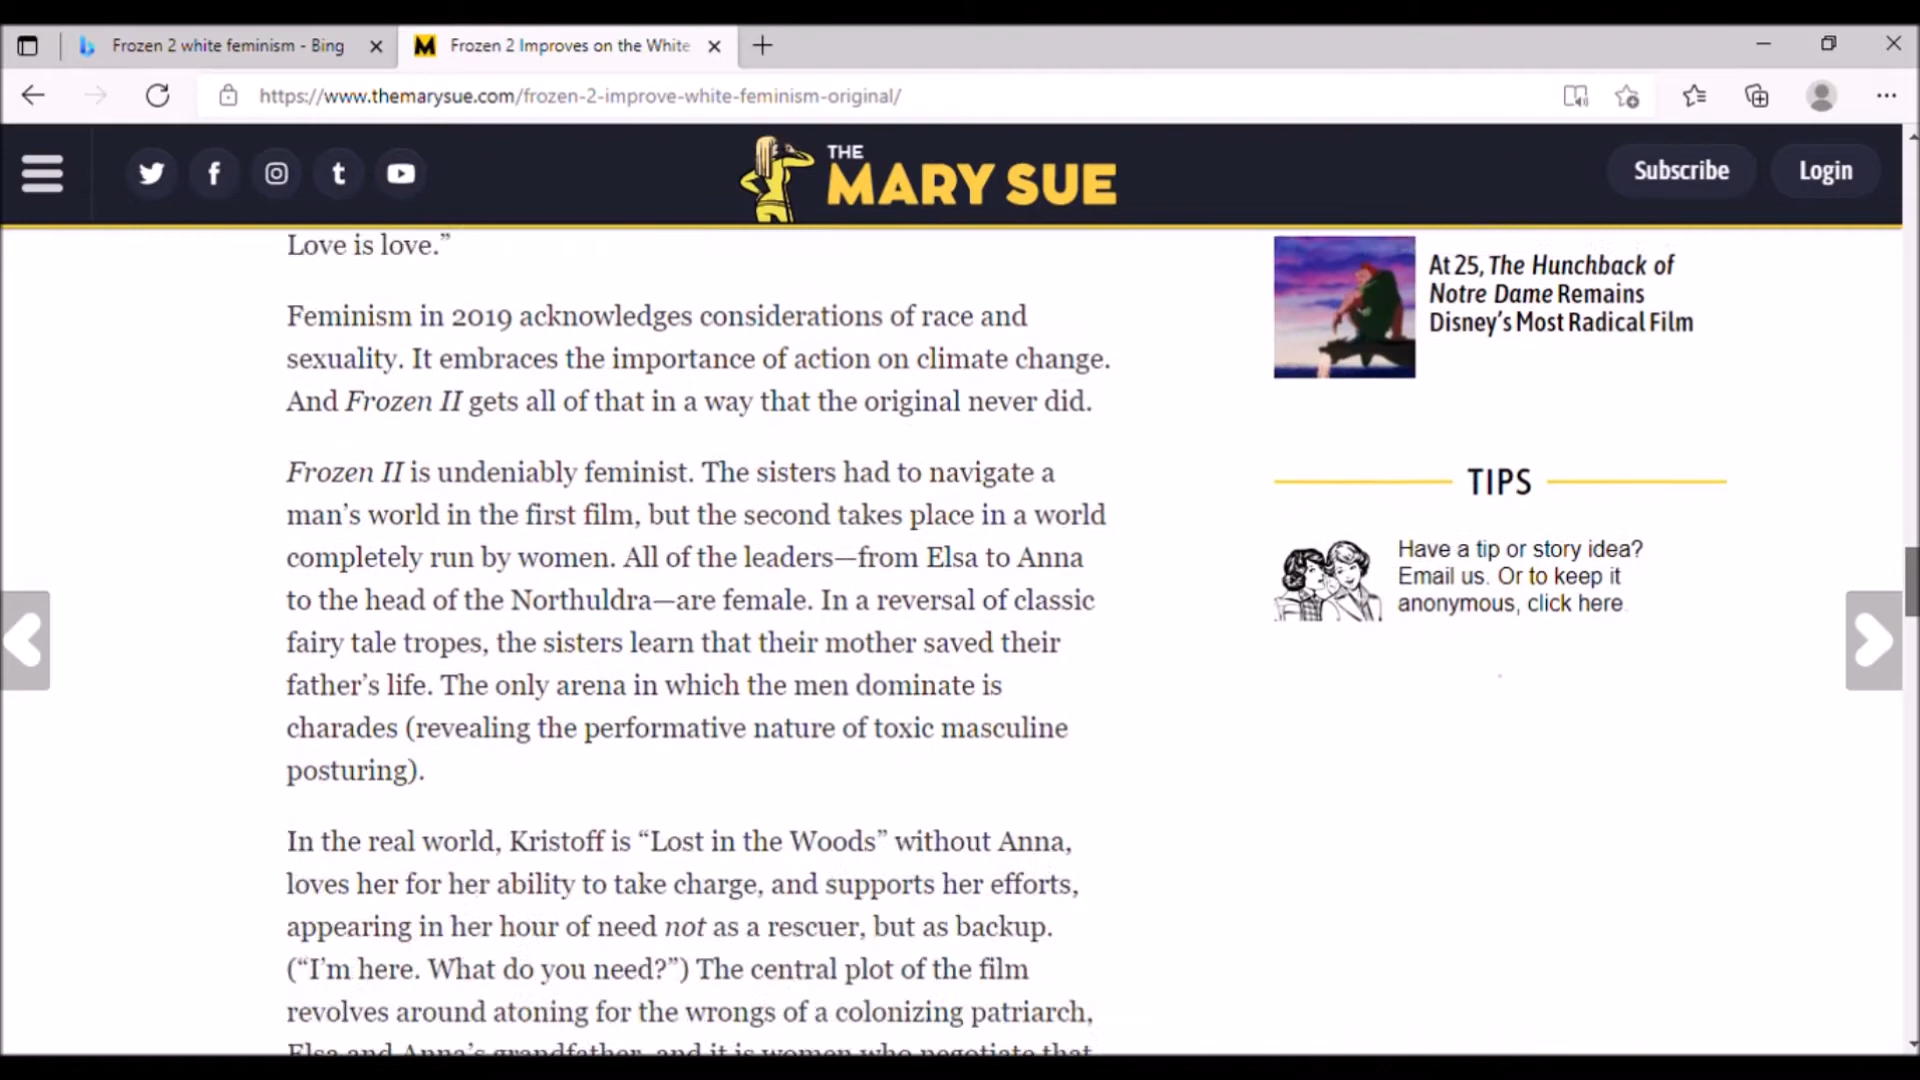 Frozen 2 white feminism - Bing
Frozen 2 Improves on the White
https://www.themarysue.com/frozen-2-improve-white-feminism-original/
THE
MARY SUE
Subscribe
Login
Love is love.”
Feminism in 2019 acknowledges considerations of race and
sexuality. It embraces the importance of action on climate change.
And Frozen II gets all of that in a way that the original never did.
Frozen II is undeniably feminist. The sisters had to navigate a
man’s world in the first film, but the second takes place in a world
completely run by women. All of the leaders—from Elsa to Anna
to the head of the Northuldra—are female. In a reversal of classic
fairy tale tropes, the sisters learn that their mother saved their
father’s life. The only arena in which the men dominate is
charades (revealing the performative nature of toxic masculine
posturing).
In the real world, Kristoff is “Lost in the Woods” without Anna,
loves her for her ability to take charge, and supports her efforts,
appearing in her hour of need not as a rescuer, but as backup.
(“I’m here. What do you need?”) The central plot of the film
revolves around atoning for the wrongs of a colonizing patriarch,
Elsa and Anna’s grandfather, and it is women who negotiate that
At 25, The Hunchback of
Notre Dame Remains
Disney’s Most Radical Film
TIPS
Have a tip or story idea?
Email us. Or to keep it
anonymous, click here.